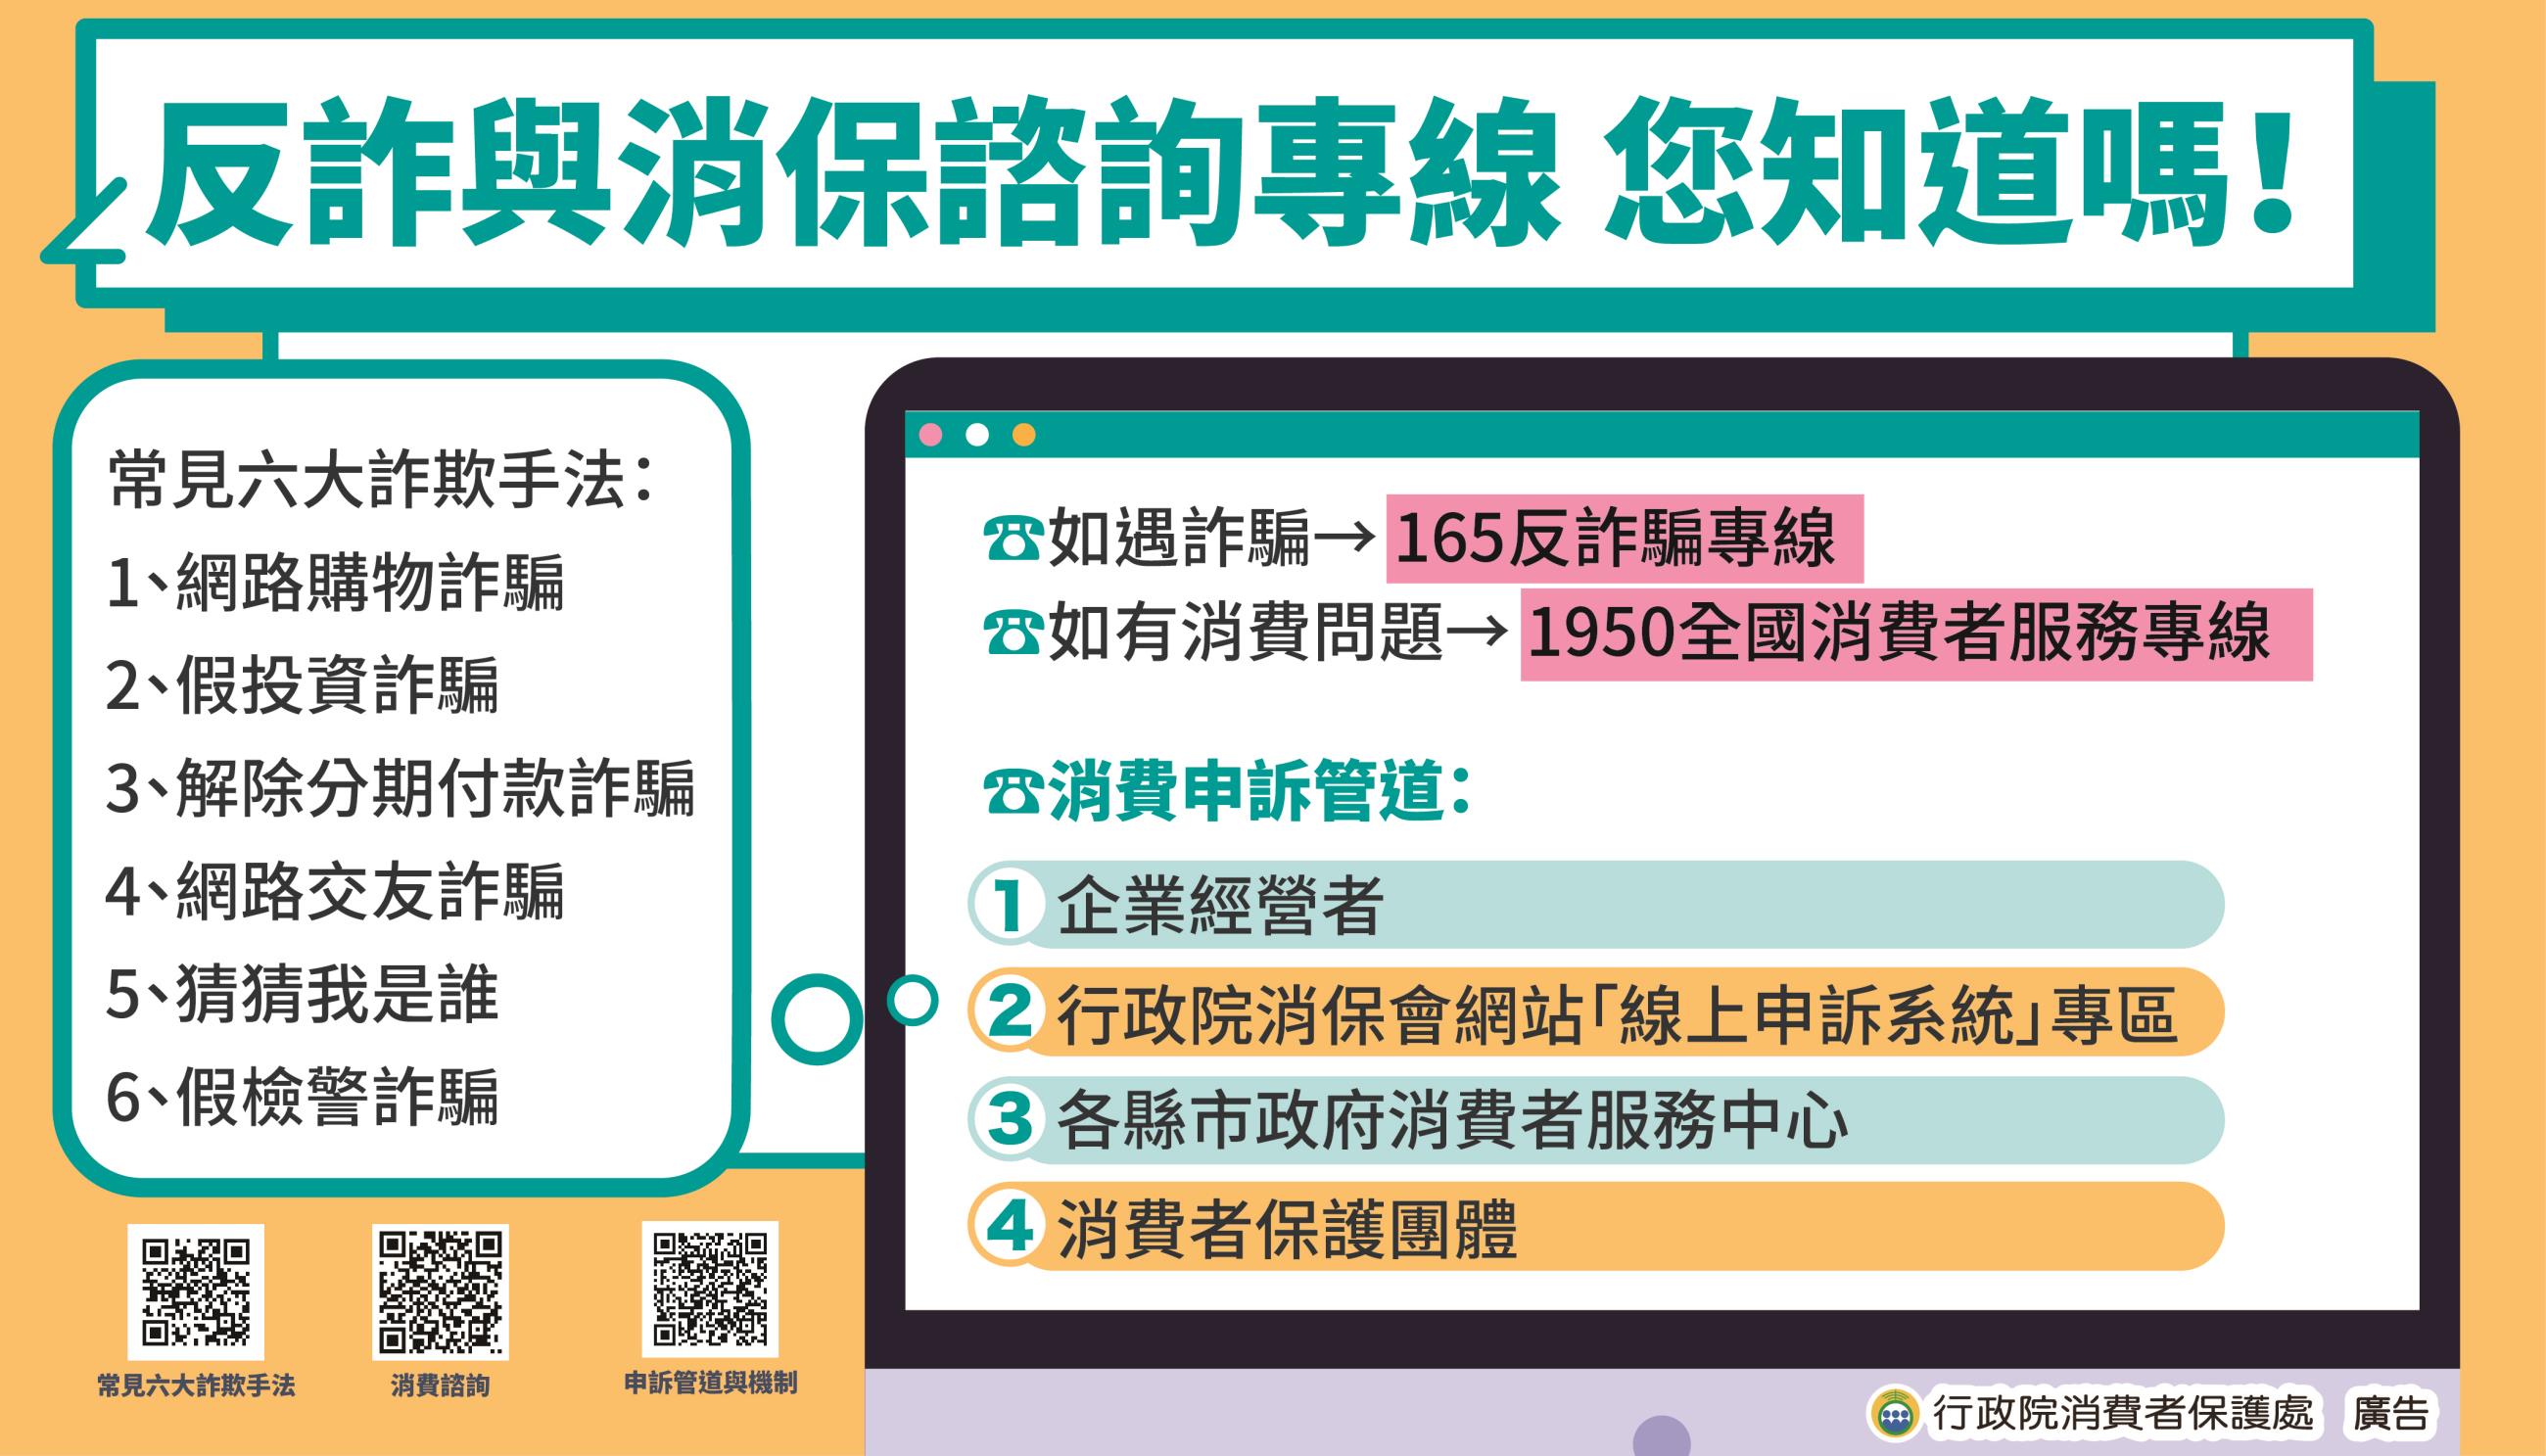 反詐與消保諮詢專線 您知道嗎！
常見六大詐欺手法：
1、網路購物詐騙
2、假投資詐騙
3、解除分期付款詐騙
4、網路交友詐騙
5、猜猜我是誰
6、假檢警詐騙
☎如遇詐騙→165反詐騙專線
☎如有消費問題→1950全國消費者服務專線
☎消費申訴管道：
1 企業經營者
2 行政院消保會網站「線上申訴系統」專區
3 各縣市政府消費者服務中心
4 消費者保護團體
常見六大詐欺手法
消費諮詢
申訴管道與機制
行政院消費者保護處 廣告